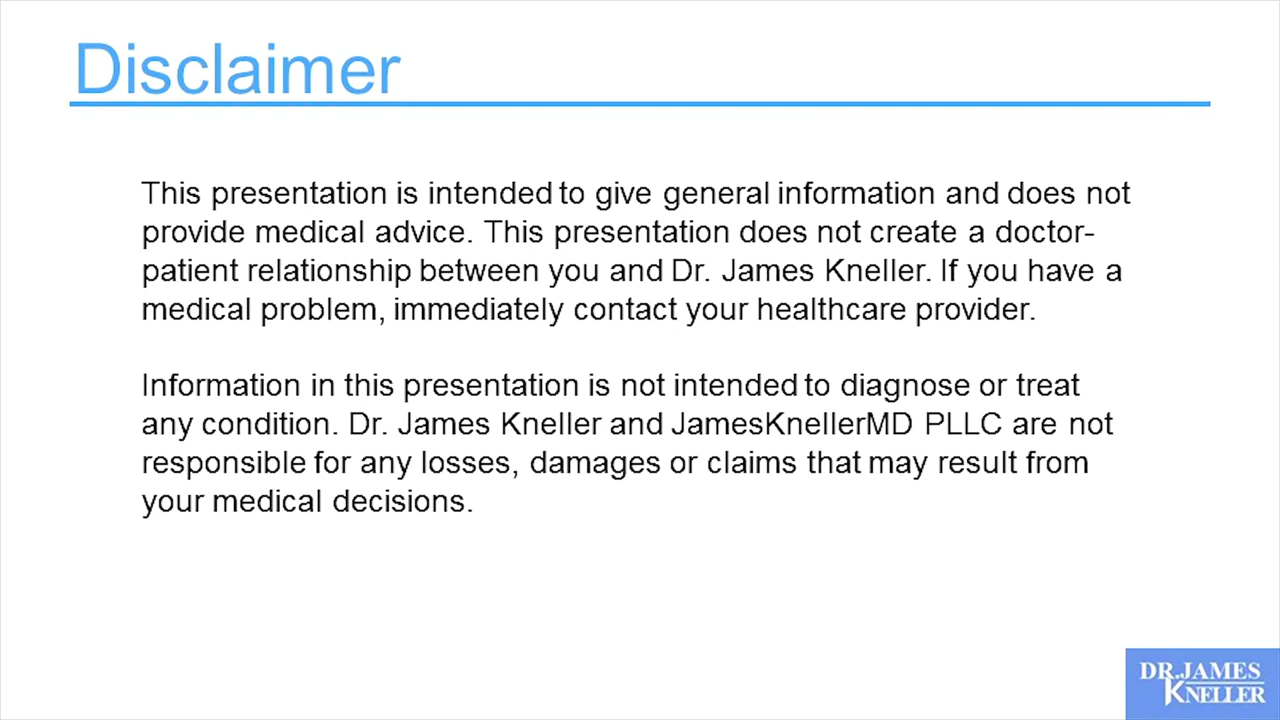 Disclaimer
This presentation is intended to give general information and does not
provide medical advice. This presentation does not create a doctor-
patient relationship between you and Dr. James Kneller. If you have a
medical problem, immediately contact your healthcare provider.
Information in this presentation is not intended to diagnose or treat
any condition. Dr. James Kneller and JamesKnellerMD PLLC are not
responsible for any losses, damages or claims that may result from
your medical decisions.
DR.JAMES
KNELLER